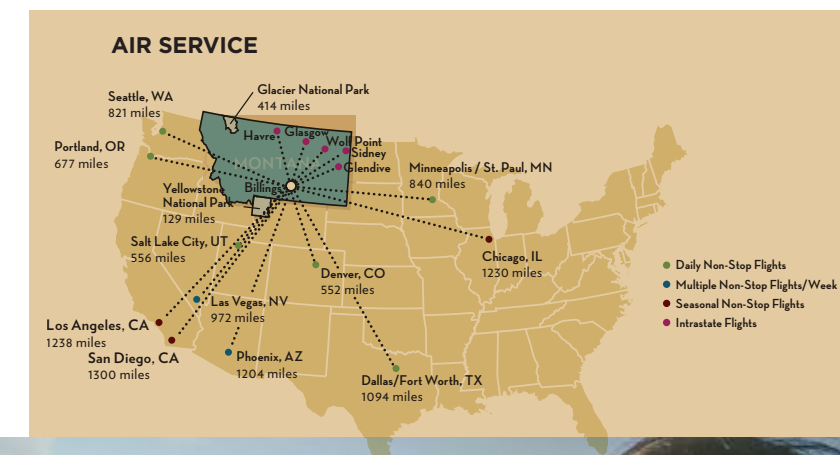 AIR SERVICE
Glacier National Park
414 miles
Seattle, WA
821 miles
Havre
Glasgow
Wolf Point
Sidney
Glendive
Portland, OR
677 miles
MONTANA
Minneapolis / St. Paul, MN
840 miles
Billings
Yellowstone
National Park
129 miles
Salt Lake City, UT
556 miles
Chicago, IL
1230 miles
Denver, CO
552 miles
Las Vegas, NV
972 miles
Los Angeles, CA
1238 miles
San Diego, CA
1300 miles
Phoenix, AZ
1204 miles
Dallas/Fort Worth, TX
1094 miles
Daily Non-Stop Flights
Multiple Non-Stop Flights/Week
Seasonal Non-Stop Flights
Intrastate Flights